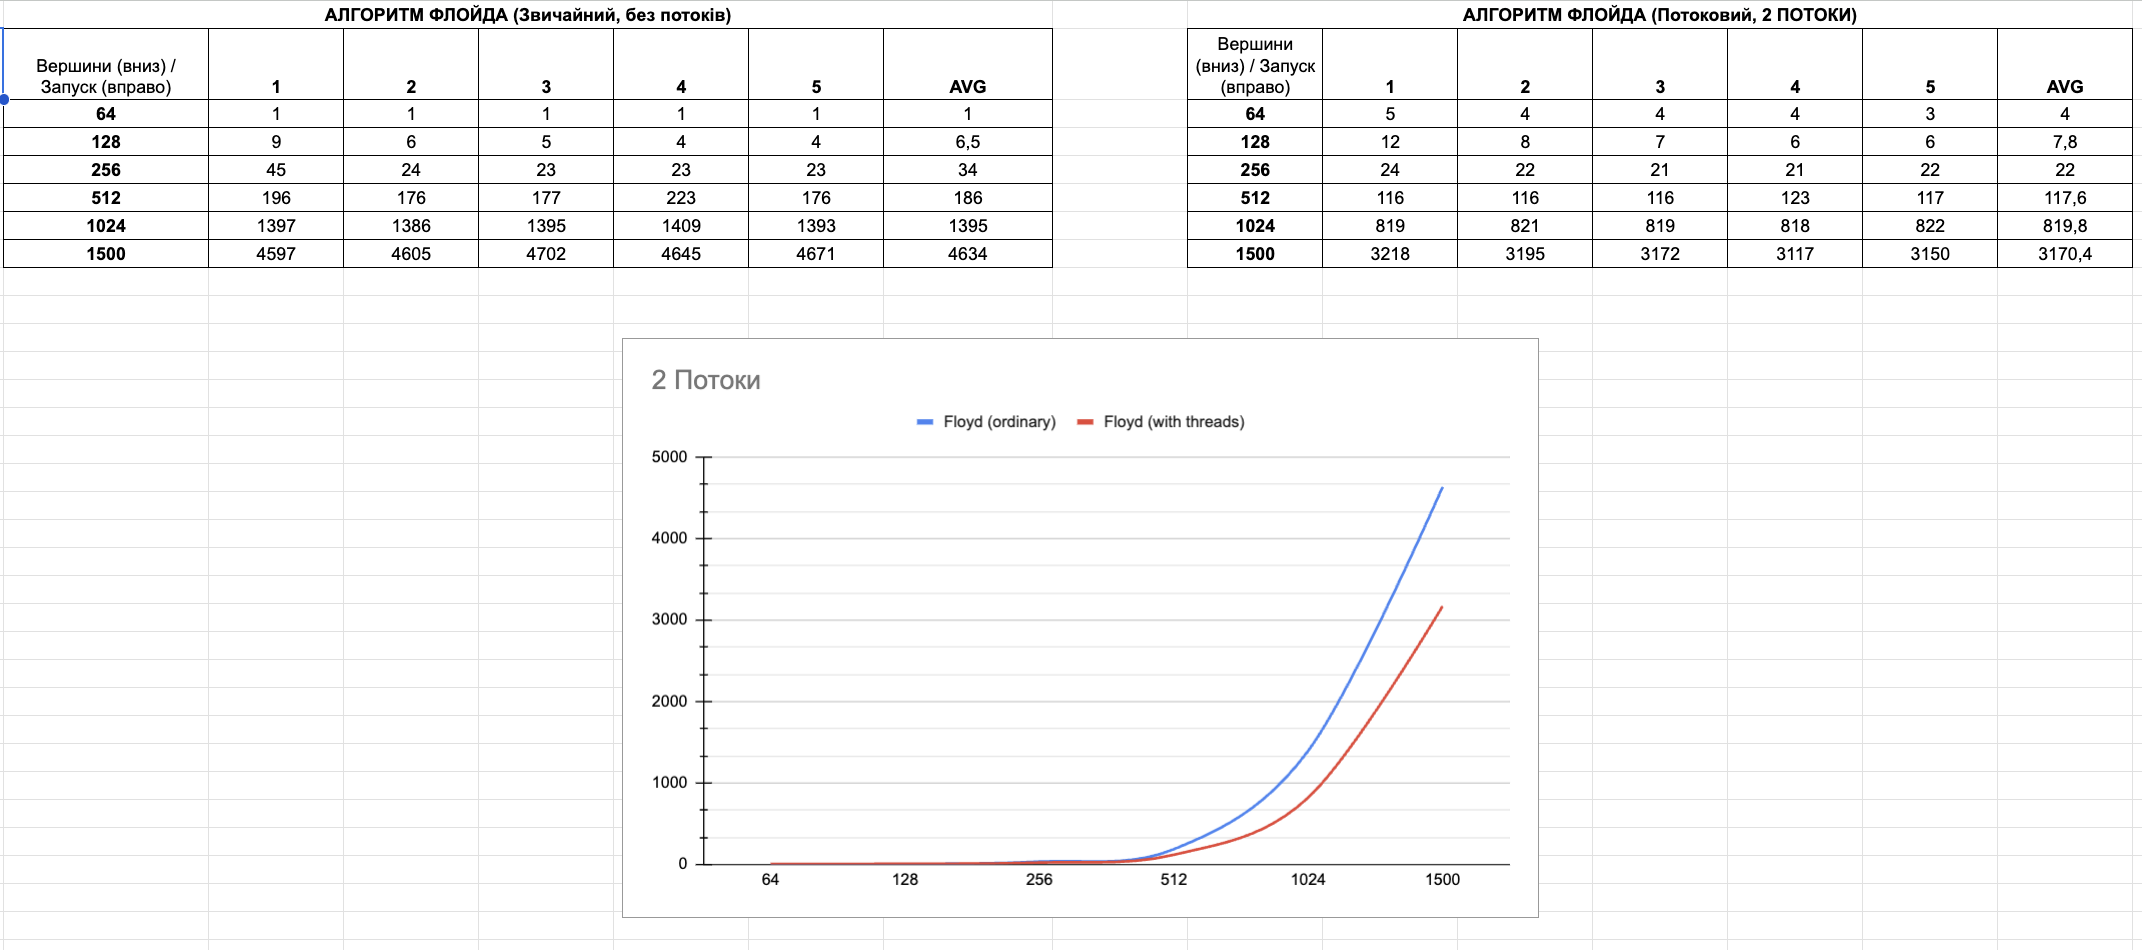 АЛГОРИТМ ФЛОЙДА (Звичайний, без потоків)
Вершини (вниз) /
Запуск (вправо) 1 2 3 4 5 AVG
64 1 1 1 1 1 1
128 9 6 5 4 4 6,5
256 45 24 23 23 23 34
512 196 176 177 223 176 186
1024 1397 1386 1395 1409 1393 1395
1500 4597 4605 4702 4645 4671 4634
АЛГОРИТМ ФЛОЙДА (Потоковий, 2 ПОТОКИ)
Вершини
(вниз) / Запуск
(вправо) 1 2 3 4 5 AVG
64 5 4 4 4 3 4
128 12 8 7 6 6 7,8
256 24 22 21 21 22 22
512 116 116 116 123 117 117,6
1024 819 821 819 818 822 819,8
1500 3218 3195 3172 3117 3150 3170,4
2 Потоки
Floyd (ordinary) Floyd (with threads)
5000
4000
3000
2000
1000
0
64 128 256 512 1024 1500